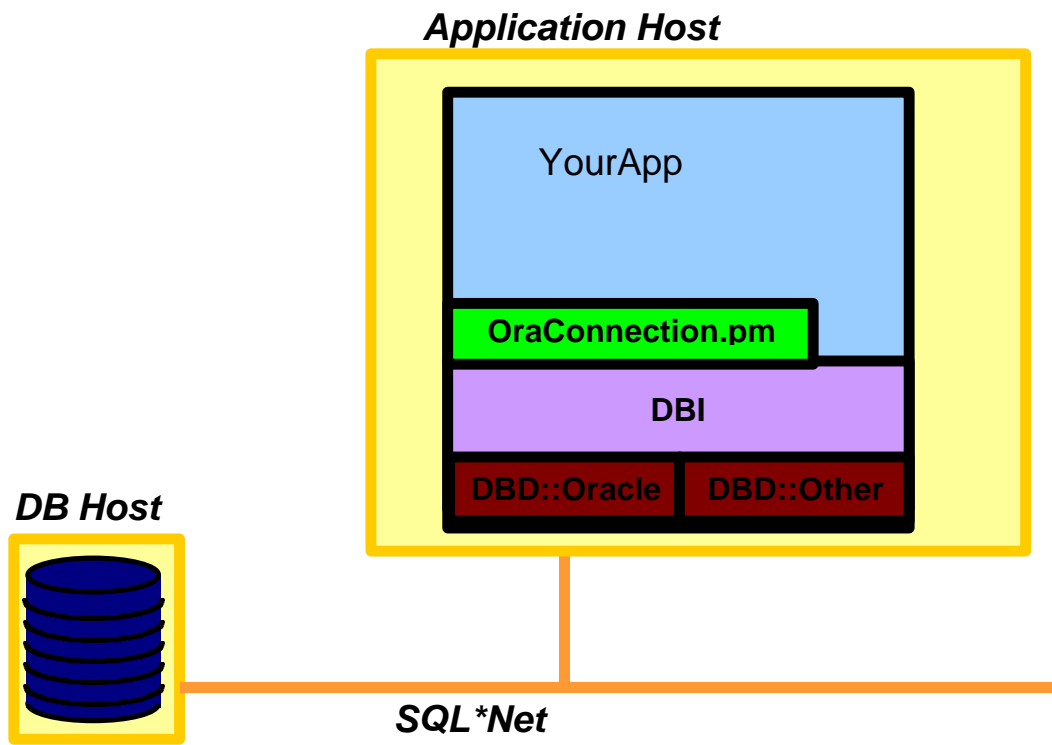 Application Host
YourApp
OraConnection.pm
DBI
DBD::Oracle
DBD::Other
DB Host
SQL*Net